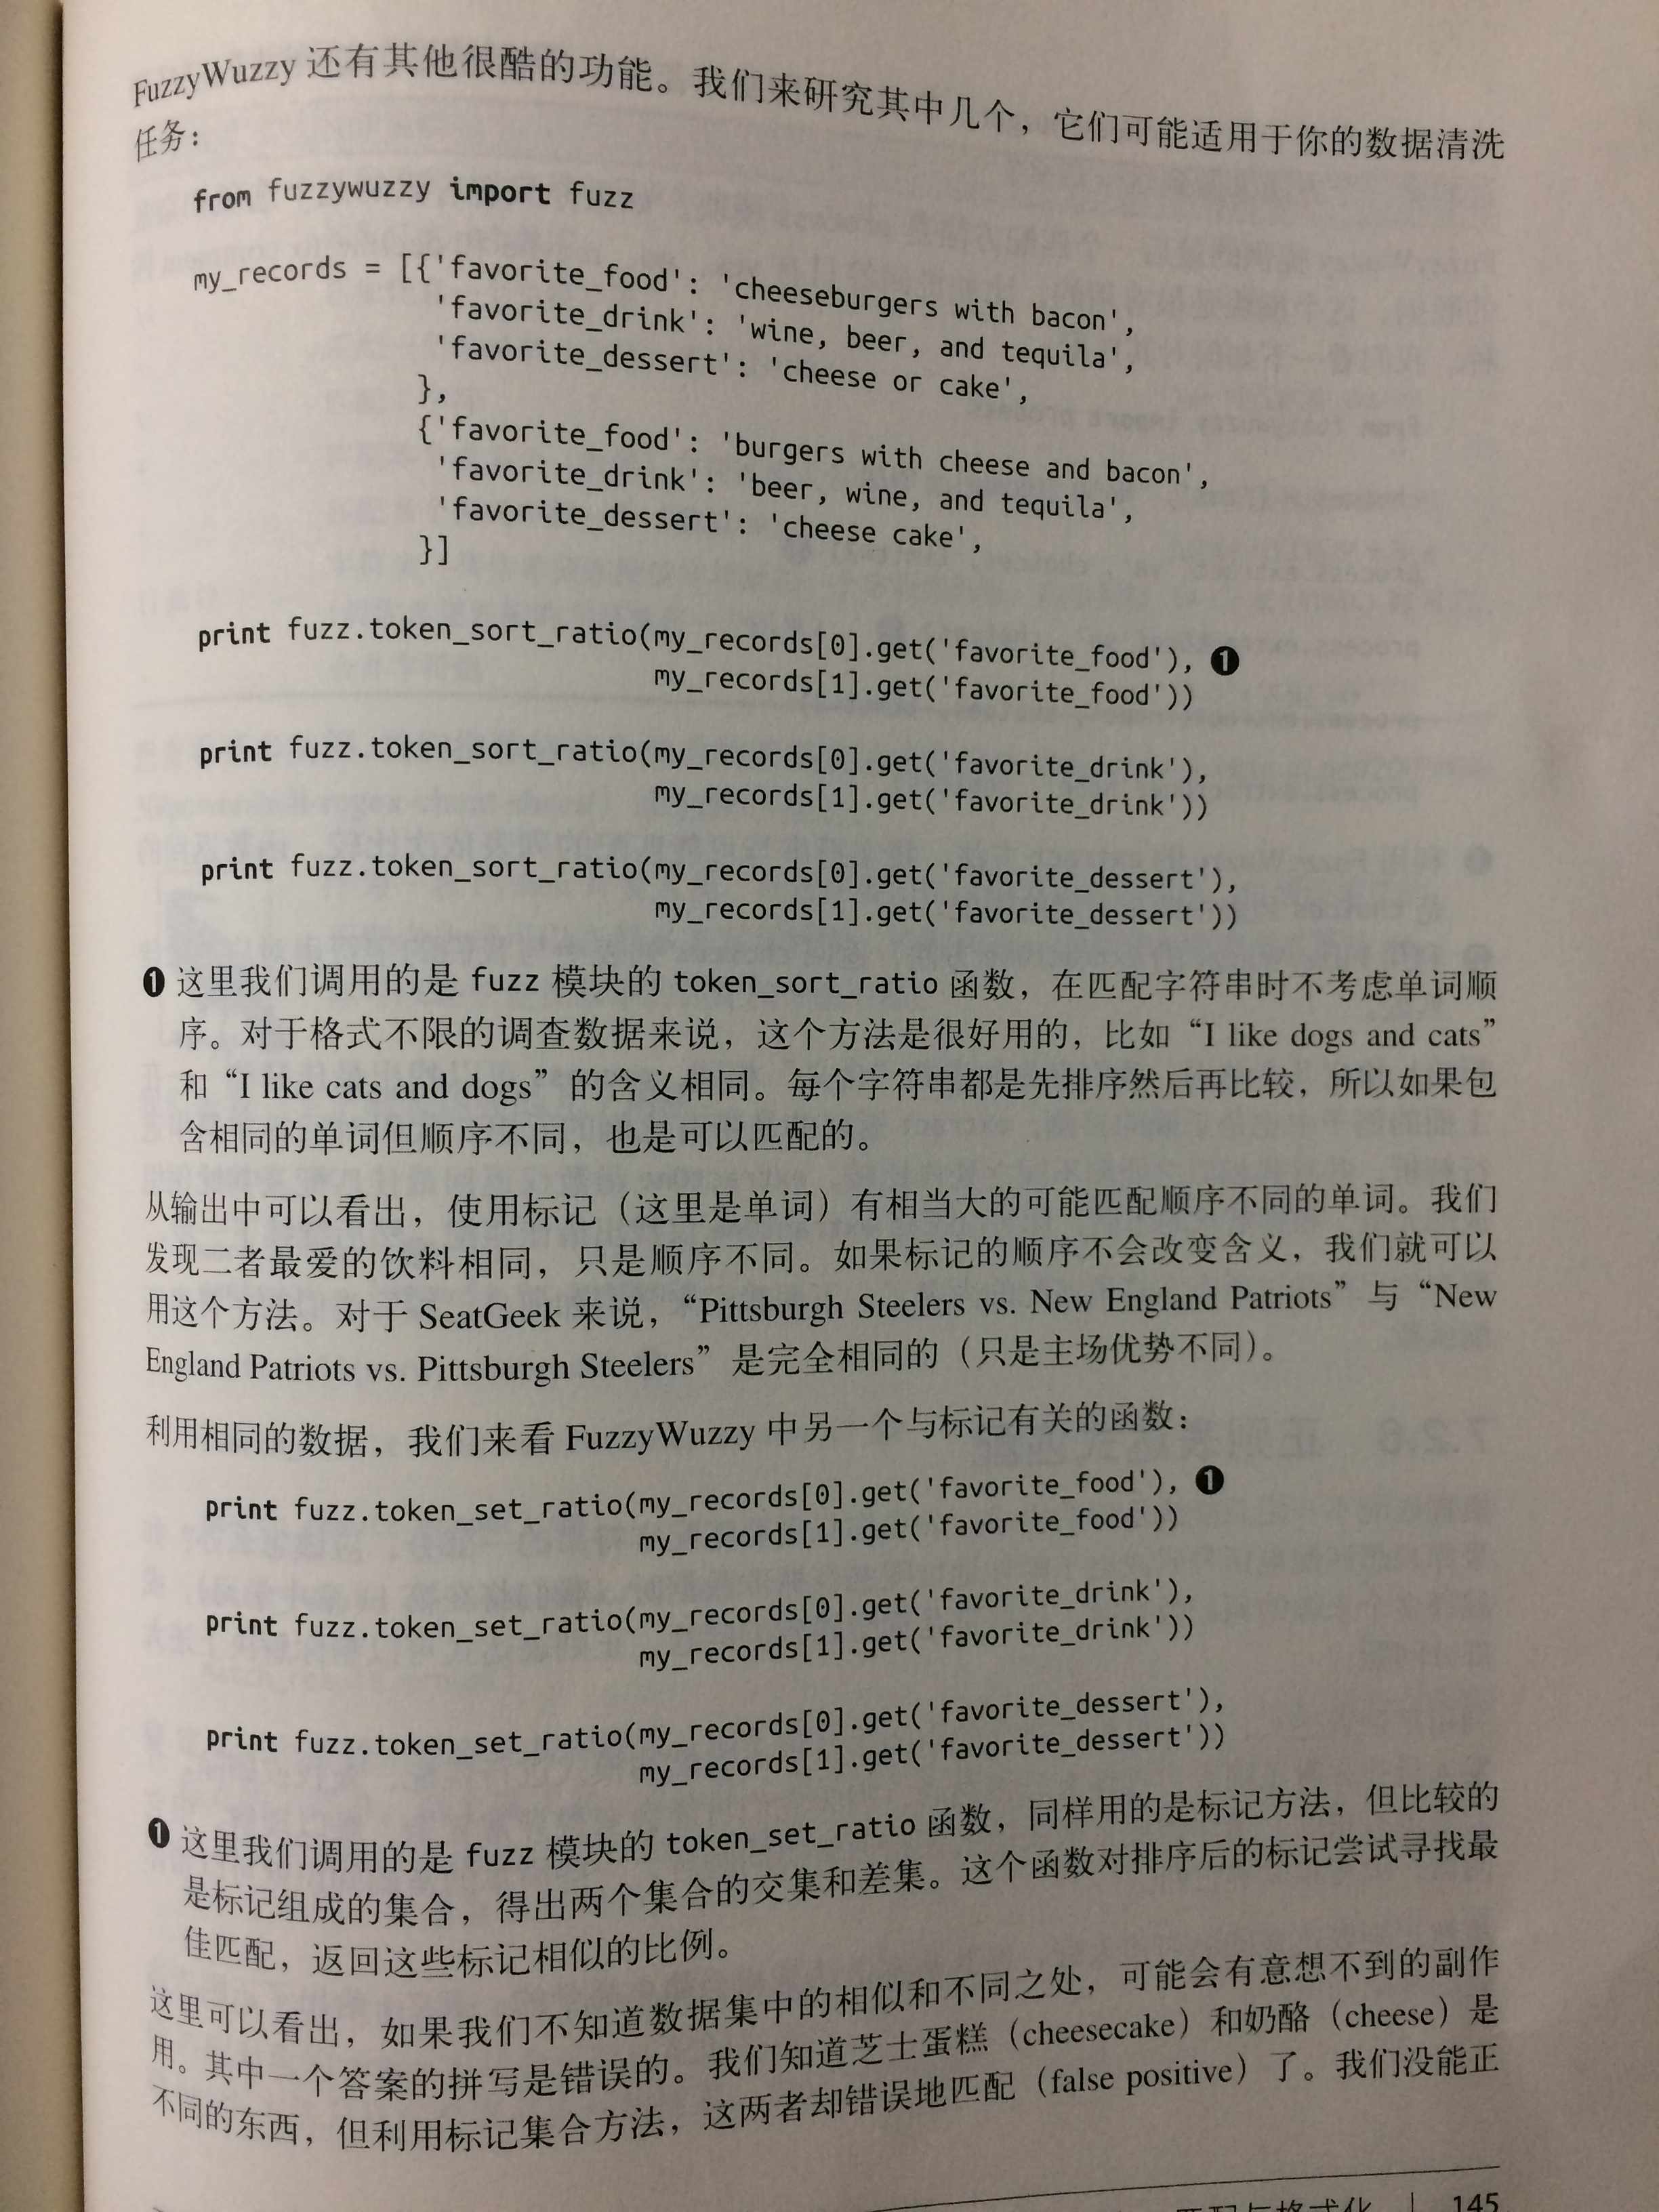 FuzzyWuzzy 还有其他很酷的功能。我们来研究其中几个，它们可能适用于你的数据清洗
任务：
from fuzzywuzzy import fuzz
my_records = [{'favorite_food': 'cheeseburgers with bacon',
'favorite_drink': 'wine, beer, and tequila',
'favorite_dessert': 'cheese or cake',
},
{'favorite_food': 'burgers with cheese and bacon',
'favorite_drink': 'beer, wine, and tequila',
'favorite_dessert': 'cheese cake',
}]
print fuzz.token_sort_ratio(my_records[0].get('favorite_food'), ❶
my_records[1].get('favorite_food'))
print fuzz.token_sort_ratio(my_records[0].get('favorite_drink'),
my_records[1].get('favorite_drink'))
print fuzz.token_sort_ratio(my_records[0].get('favorite_dessert'),
my_records[1].get('favorite_dessert'))
❶ 这里我们调用的是 fuzz 模块的 token_sort_ratio 函数，在匹配字符串时不考虑单词顺
序。对于格式不限的调查数据来说，这个方法是很好用的，比如“I like dogs and cats”
和“I like cats and dogs”的含义相同。每个字符串都是先排序然后再比较，所以如果包
含相同的单词但顺序不同，也是可以匹配的。
从输出中可以看出，使用标记（这里是单词）有相当大的可能匹配顺序不同的单词。我们
发现二者最爱的饮料相同，只是顺序不同。如果标记的顺序不会改变含义，我们就可以
用这个方法。对于 SeatGeek 来说，“Pittsburgh Steelers vs. New England Patriots”与“New
England Patriots vs. Pittsburgh Steelers”是完全相同的（只是主场优势不同）。
利用相同的数据，我们来看 FuzzyWuzzy 中另一个与标记有关的函数：
print fuzz.token_set_ratio(my_records[0].get('favorite_food'), ❶
my_records[1].get('favorite_food'))
print fuzz.token_set_ratio(my_records[0].get('favorite_drink'),
my_records[1].get('favorite_drink'))
print fuzz.token_set_ratio(my_records[0].get('favorite_dessert'),
my_records[1].get('favorite_dessert'))
❶ 这里我们调用的是 fuzz 模块的 token_set_ratio 函数，同样用的是标记方法，但比较的
是标记组成的集合，得出两个集合的交集和差集。这个函数对排序后的标记尝试寻找最
佳匹配，返回这些标记相似的比例。
这里可以看出，如果我们不知道数据集中的相似和不同之处，可能会有意想不到的副作
用。其中一个答案的拼写是错误的。我们知道芝士蛋糕（cheesecake）和奶酪（cheese）是
不同的东西，但利用标记集合方法，这两者却错误地匹配（false positive）了。我们没能正
匹配与格式化 | 145